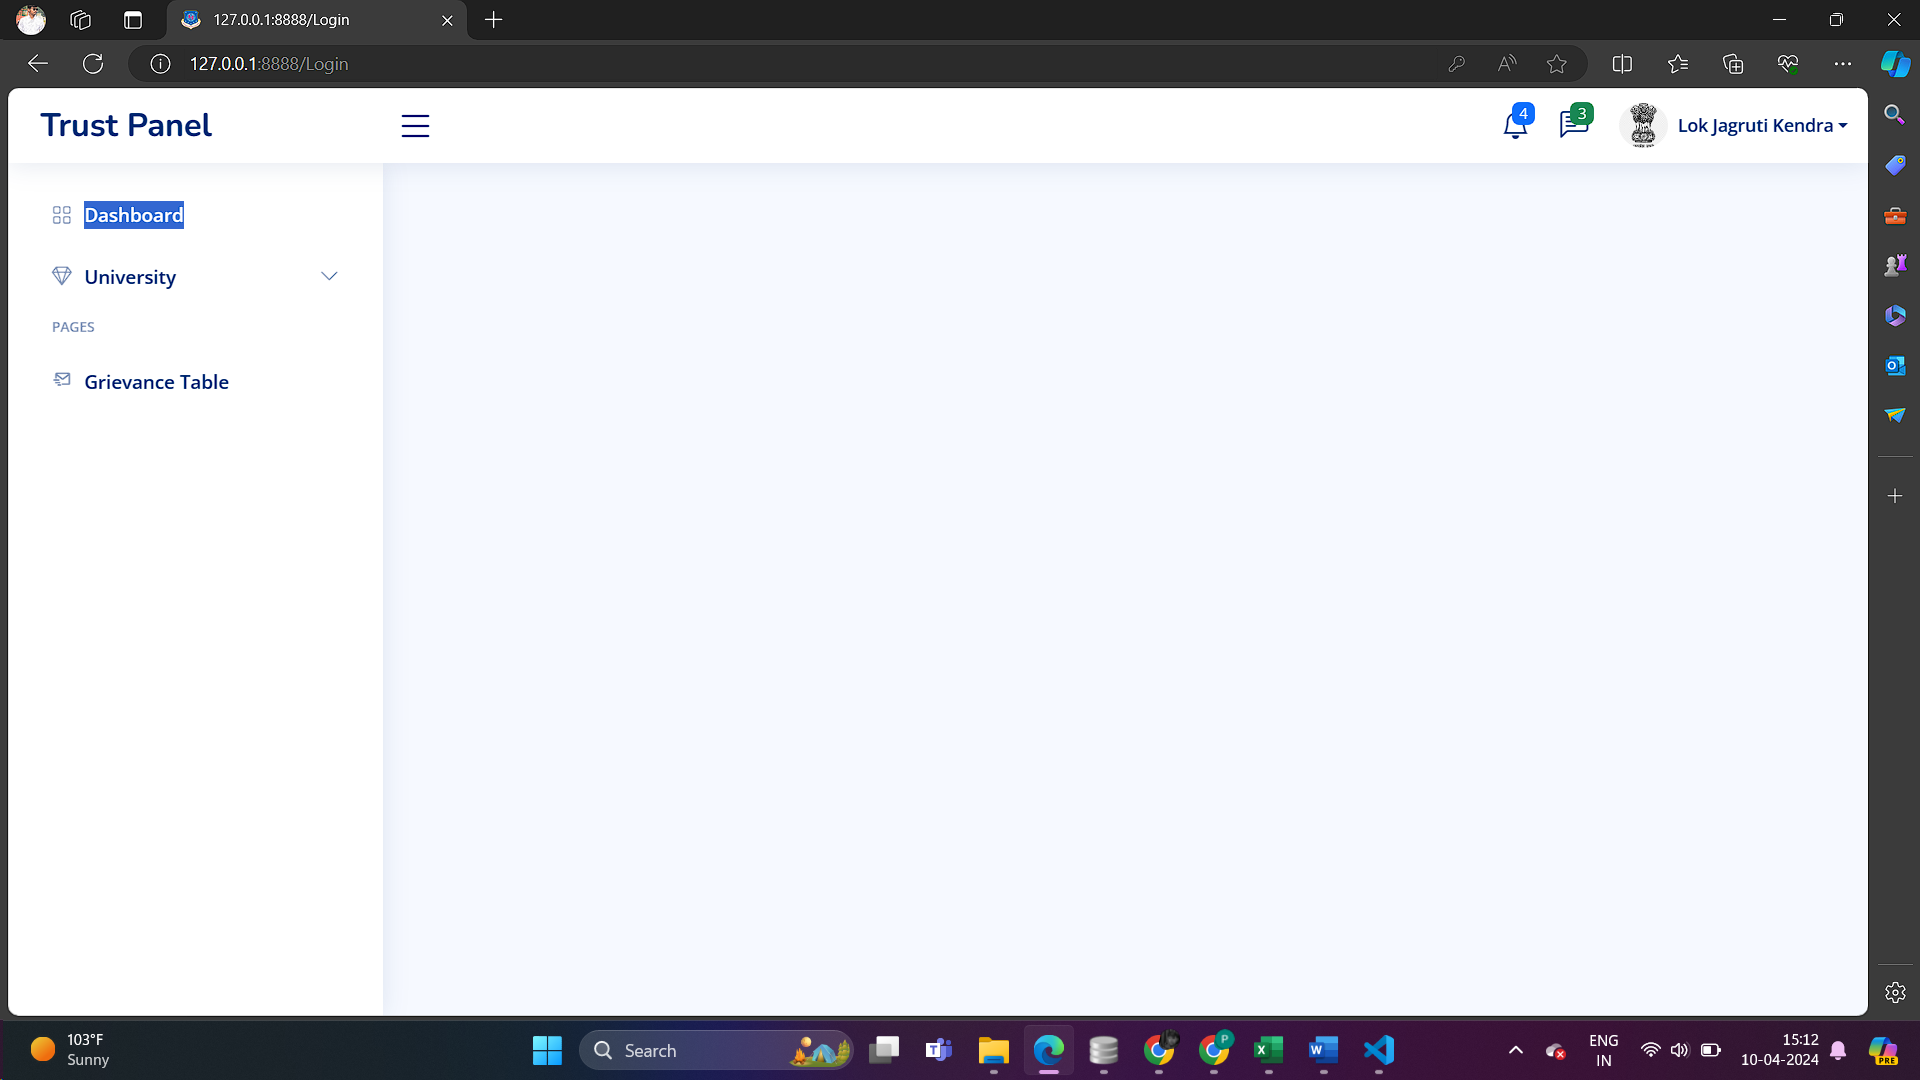 127.0.0.1:8888/Login
127.0.0.1:8888/Login
Trust Panel
4
3
Lok Jagruti Kendra
Dashboard
University
PAGES
Grievance Table
103°F
Sunny
Search
ENG
IN
15:12
10-04-2024
PRE